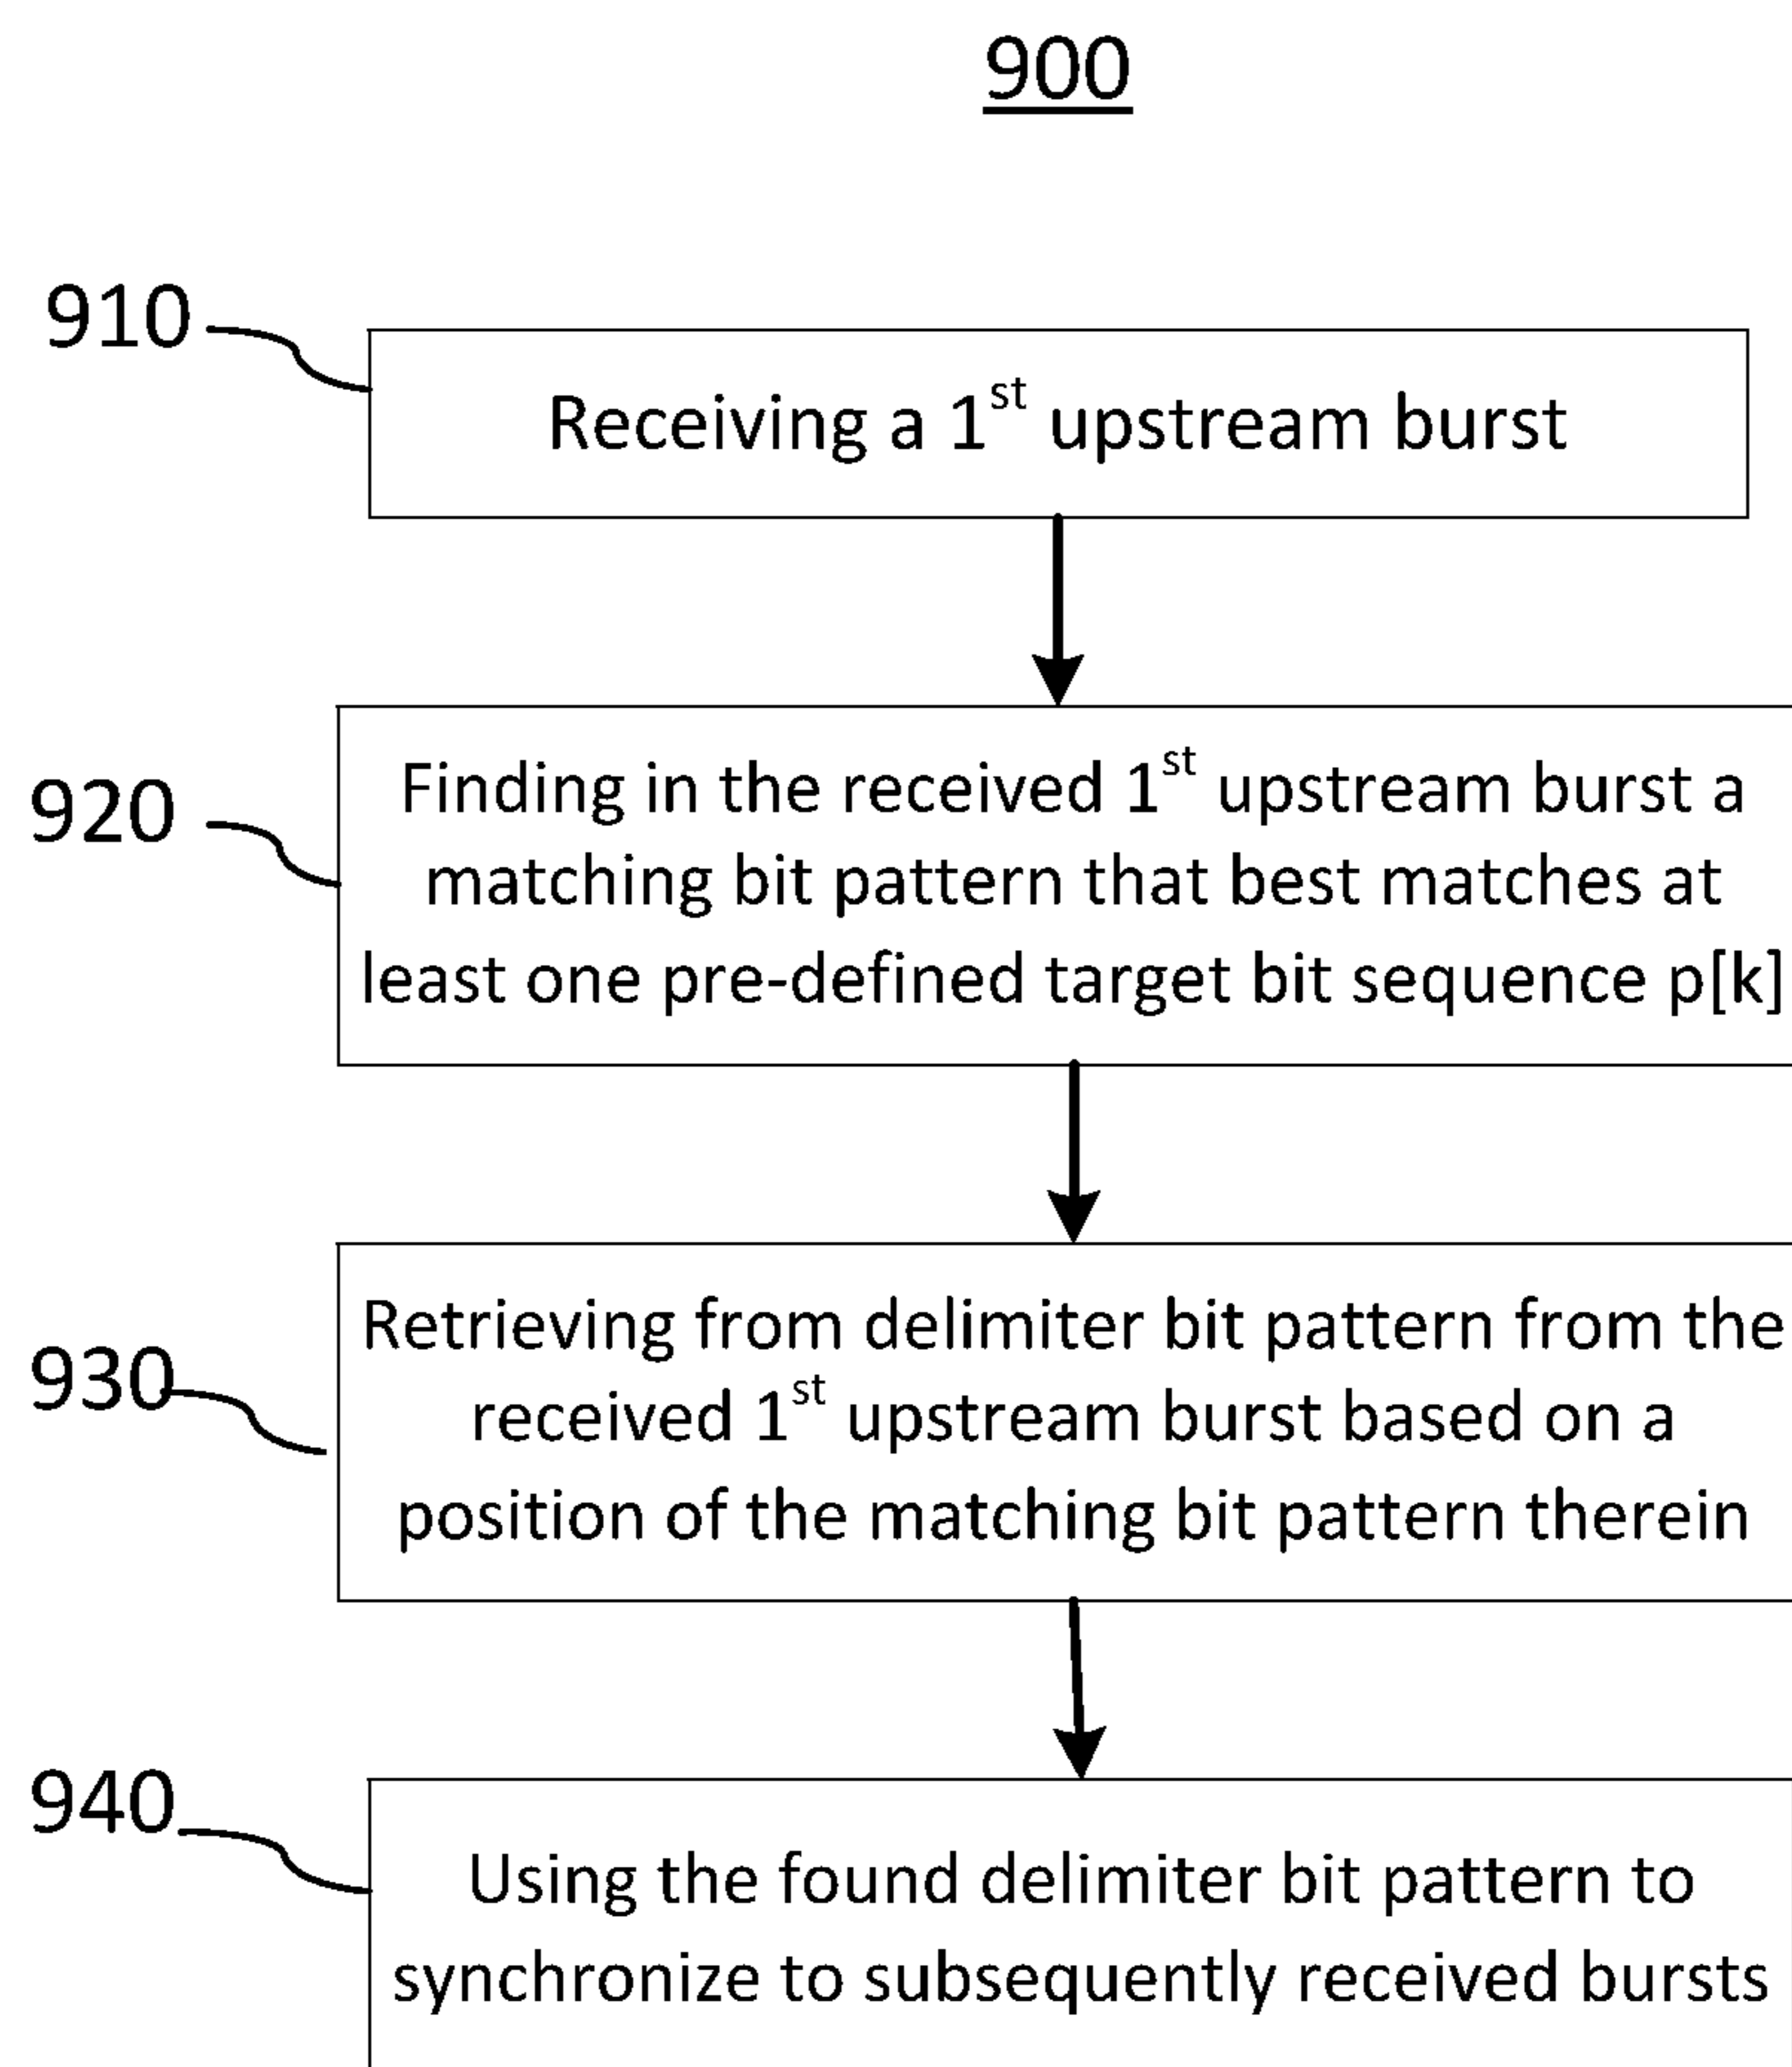 900
910
Receiving a 1st upstream burst
920
Finding in the received 1st upstream burst a
matching bit pattern that best matches at
least one pre-defined target bit sequence p[k]
930
Retrieving from delimiter bit pattern from the
received 1st upstream burst based on a
position of the matching bit pattern therein
940
Using the found delimiter bit pattern to
synchronize to subsequently received bursts